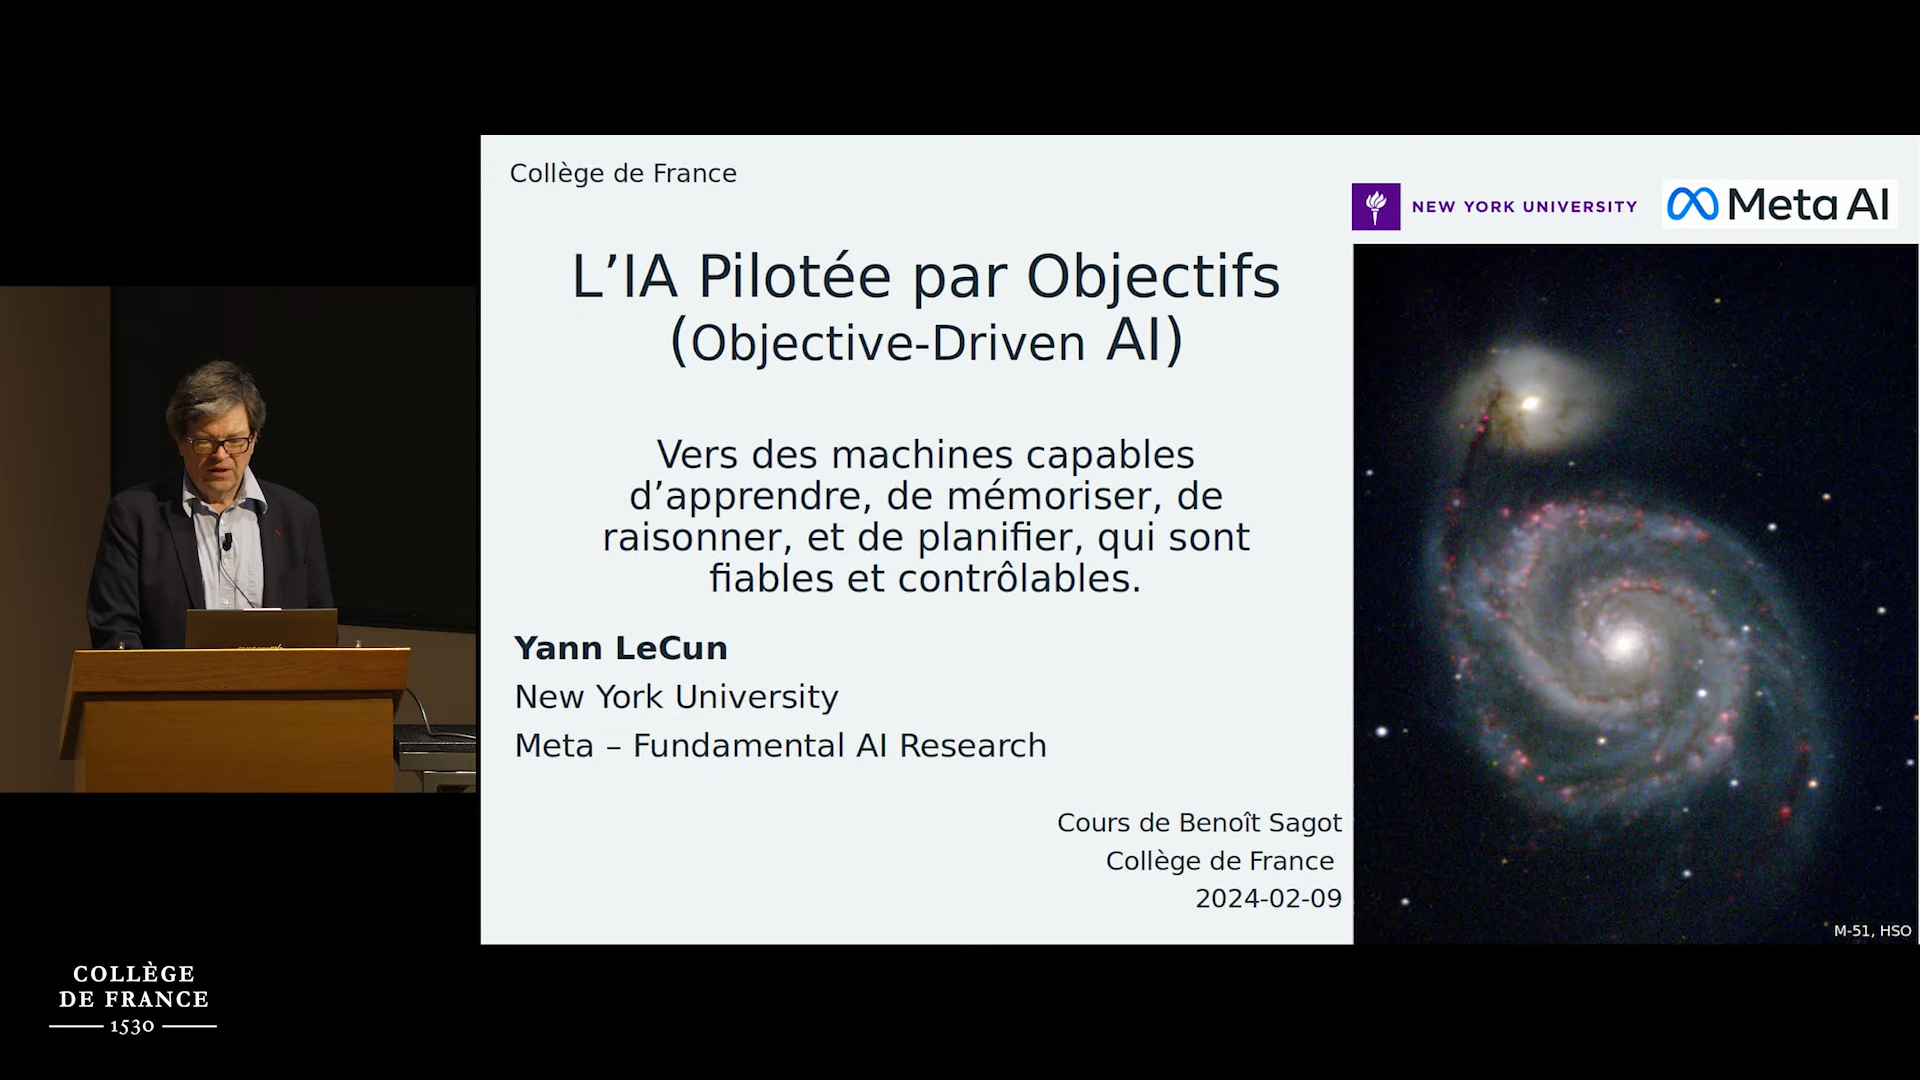 Collège de France
NEW YORK UNIVERSITY
Meta AI
L’IA Pilotée par Objectifs
(Objective-Driven AI)
Vers des machines capables
d’apprendre, de mémoriser, de
raisonner, et de planifier, qui sont
fiables et contrôlables.
Yann LeCun
New York University
Meta – Fundamental AI Research
Cours de Benoît Sagot
Collège de France
2024-02-09
M-51, HSO
COLLÈGE
DE FRANCE
1530